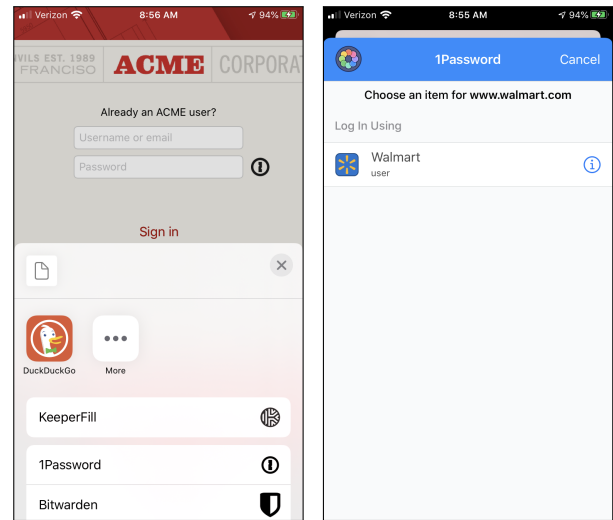 Verizon
8:56 AM
94%
VILS EST. 1989
FRANCISO
ACME
CORPORA
Already an ACME user?
Username or email
Password
Sign in
DuckDuckGo
More
KeeperFill
1Password
Bitwarden
Verizon
8:55 AM
94%
1Password
Cancel
Choose an item for www.walmart.com
Log In Using
Walmart
user